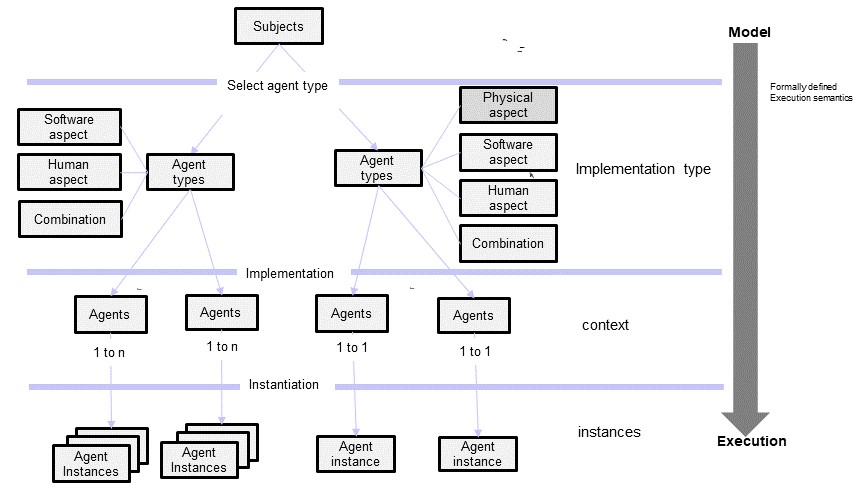 Subjects
Model
Select agent type
Formally defined
Execution semantics
Physical
aspect
Software
aspect
Software
aspect
Agent
types
Agent
types
Human
aspect
Human
aspect
Implementation type
Combination
Combination
Implementation
Agents
Agents
Agents
Agents
context
1 to n
1 to n
1 to 1
1 to 1
Instantiation
instances
Execution
Agent
Instances
Agent
Instances
Agent
instance
Agent
instance